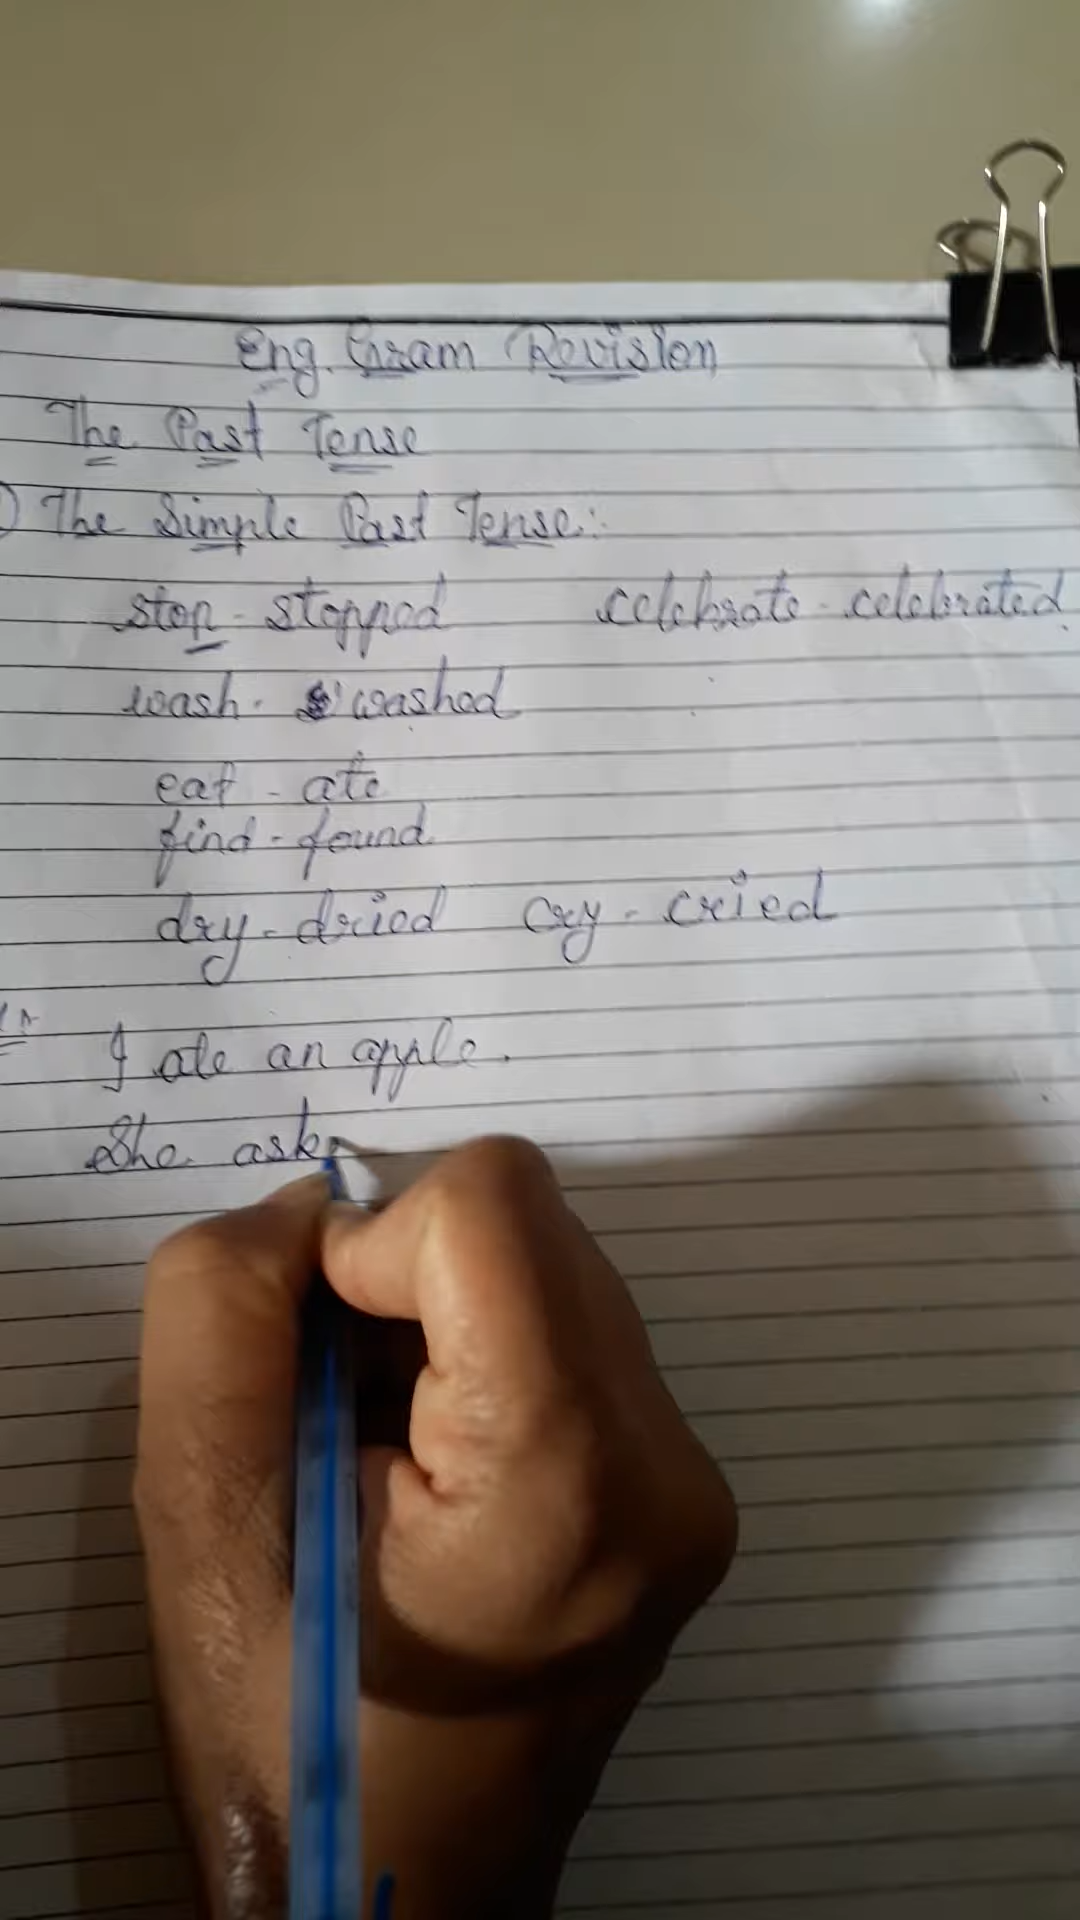 Eng. Gram Revision
The Past Tense
) The Simple Past Tense:
stop - stopped celebrate - celebrated
wash - washed
eat - ate
find - found
dry - dried cry - cried
I ate an apple.
She ask